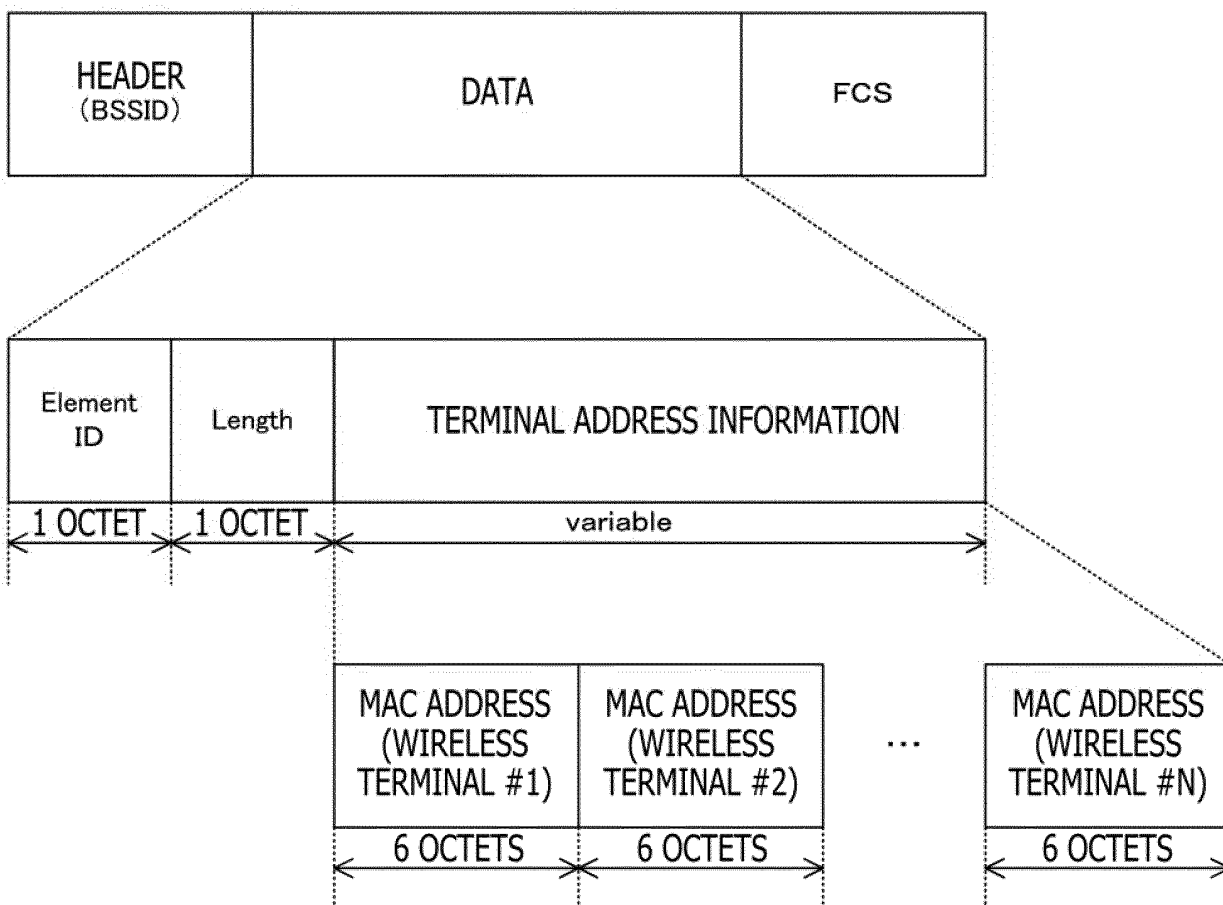 HEADER
(BSSID)
DATA
FCS
Element
ID
Length
TERMINAL ADDRESS INFORMATION
1 OCTET
1 OCTET
variable
MAC ADDRESS
(WIRELESS
TERMINAL #1)
MAC ADDRESS
(WIRELESS
TERMINAL #2)
...
MAC ADDRESS
(WIRELESS
TERMINAL #N)
6 OCTETS
6 OCTETS
6 OCTETS